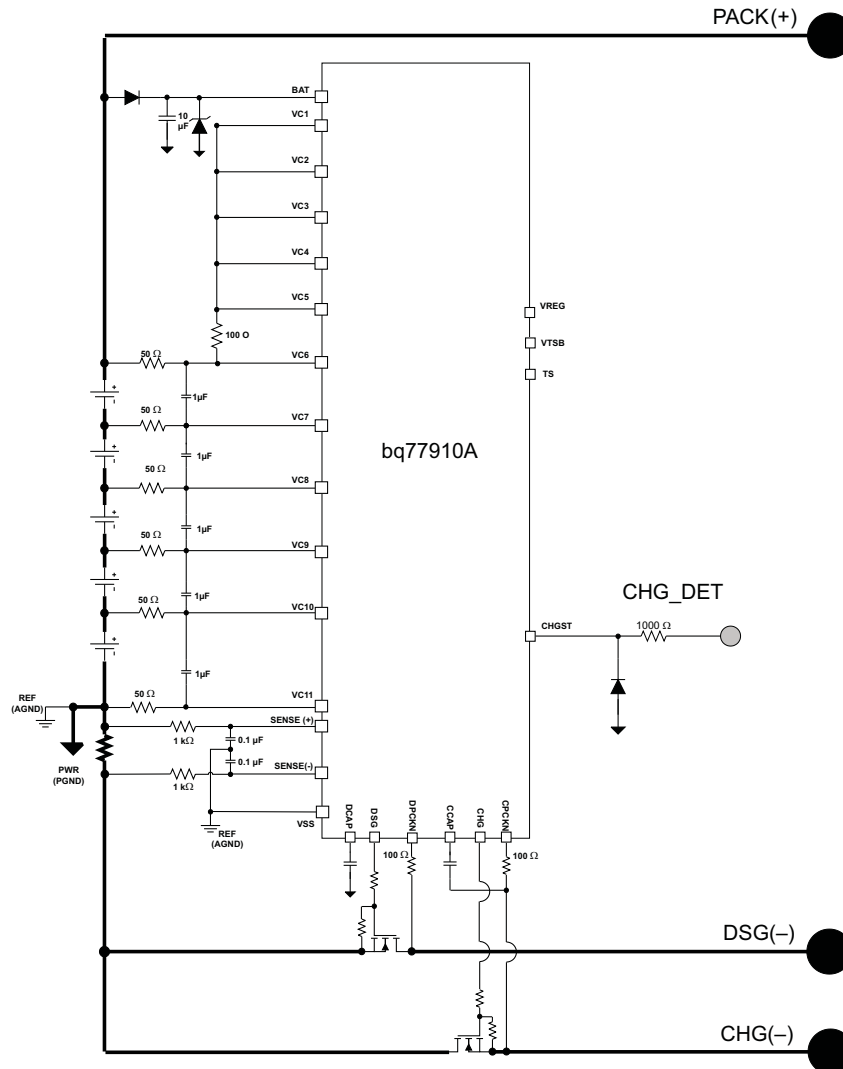 PACK(+)
BAT
10
µF
VC1
VC2
VC3
VC4
VC5
100 O
VREG
VTSB
TS
50 Ω
VC6
+
-
1µF
50 Ω
VC7
+
-
1µF
bq77910A
50 Ω
VC8
+
-
1µF
50 Ω
VC9
+
-
1µF
CHG_DET
50 Ω
VC10
CHGST
1000 Ω
+
-
1µF
REF
(AGND)
50 Ω
VC11
SENSE (+)
1 kΩ
0.1 µF
PWR
(PGND)
0.1 µF
SENSE(-)
1 kΩ
VSS
REF
(AGND)
DCAP
DSG
DPCKN
CCAP
CHG
CPCKN
100 Ω
100 Ω
DSG(–)
CHG(–)